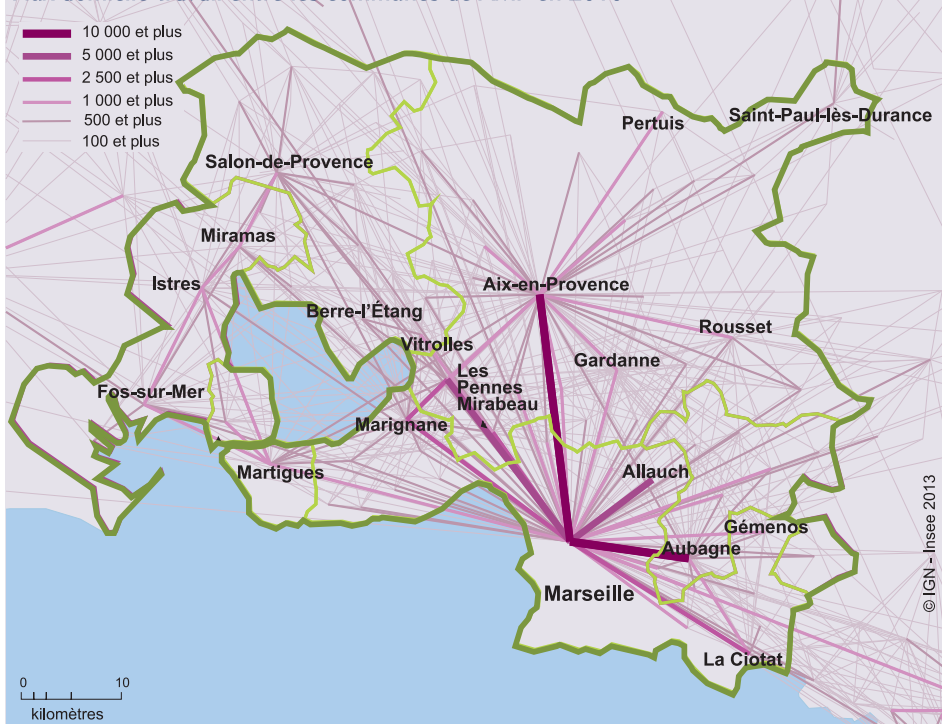 10 000 et plus
5 000 et plus
2 500 et plus
1 000 et plus
500 et plus
100 et plus
Pertuis
Saint-Paul-lès-Durance
Salon-de-Provence
Miramas
Istres
Aix-en-Provence
Berre-l'Étang
Rousset
Vitrolles
Gardanne
Les
Pennes
Mirabeau
Fos-sur-Mer
Marignane
Martigues
Allauch
Gémenos
Aubagne
Marseille
La Ciotat
0 10
kilomètres
© IGN - Insee 2013